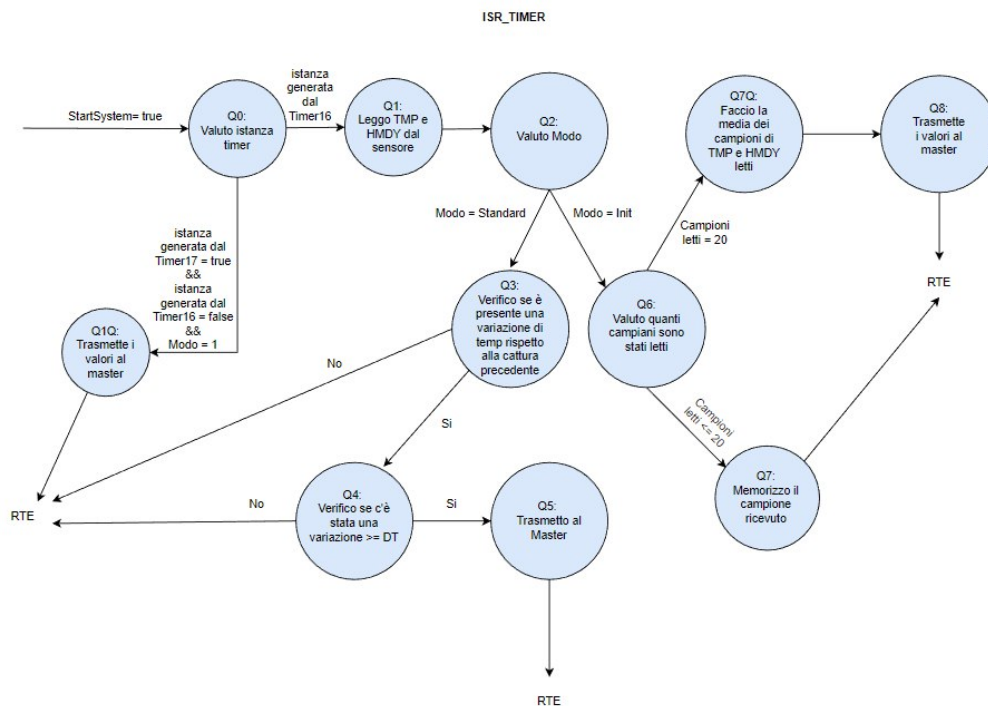 ISR_TIMER
StartSystem= true
Q0:
Valuto istanza
timer
istanza
generata
dal
Timer16
Q1:
Leggo TMP e
HMDY dal
sensore
Q2:
Valuto Modo
Q7Q:
Faccio la
media dei
campioni di
TMP e HMDY
letti
Q8:
Trasmette
i valori al
master
Modo = Standard
Modo = Init
Campioni
letti = 20
istanza
generata dal
Timer17 = true
&&
istanza
generata dal
Timer16 = false
&&
Modo = 1
Q1Q:
Trasmette i
valori al
master
Q3:
Verifico se è
presente una
variazione di
temp rispetto
alla cattura
precedente
Q6:
Valuto quanti
campiani sono
stati letti
RTE
No
Si
Campioni
letti <= 20
Q7:
Memorizzo il
campione
ricevuto
RTE
No
Q4:
Verifico se c'è
stata una
variazione >= DT
Si
Q5:
Trasmetto al
Master
RTE